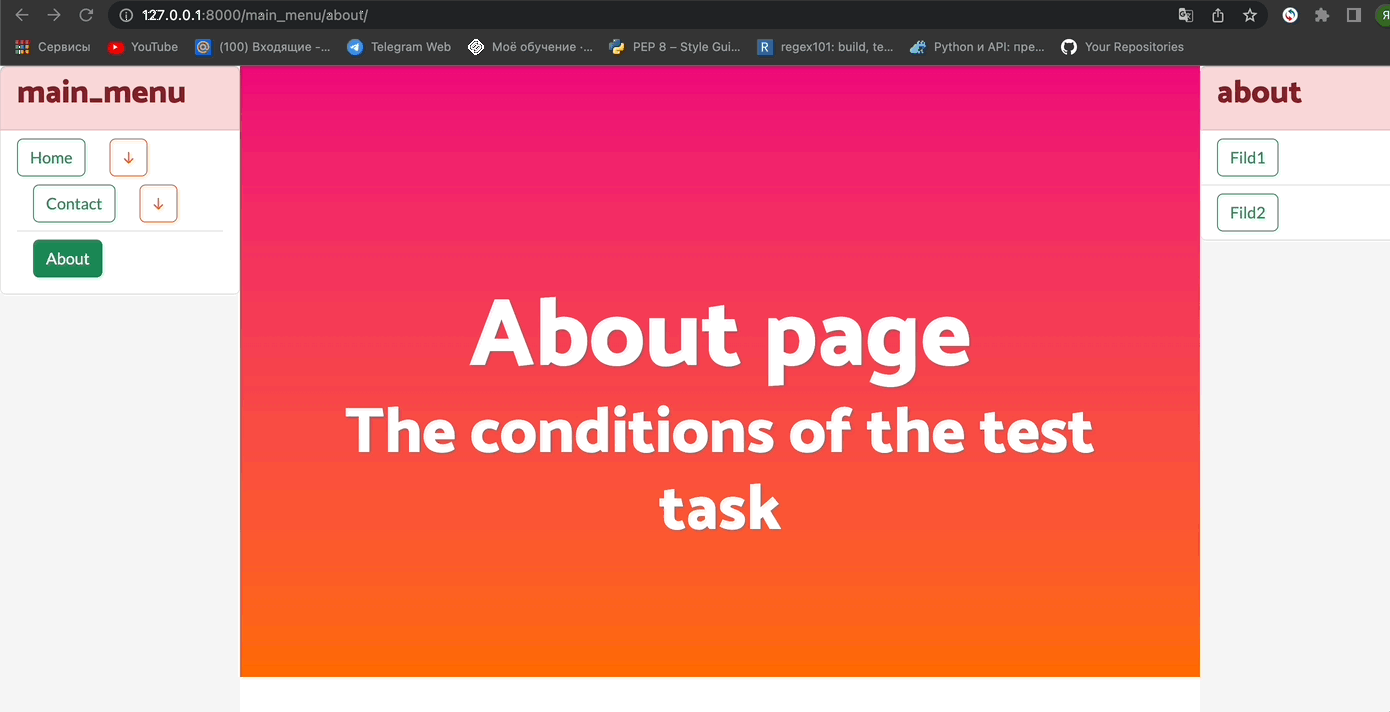 127.0.0.1:8000/main_menu/about/
Я
Сервисы YouTube (100) Входящие -... Telegram Web Моё обучение -... PEP 8 – Style Gui... regex101: build, te... Python и API: пре... Your Repositories
main_menu
Home ↓
Contact ↓
About
About page
The conditions of the test
task
about
Fild1
Fild2